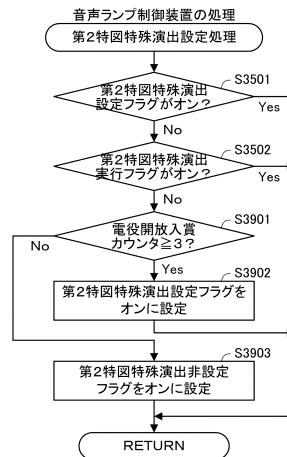 音声ランプ制御装置の処理
第2特図特殊演出設定処理
S3501
第2特図特殊演出
設定フラグがオン?
Yes
No
S3502
第2特図特殊演出
実行フラグがオン?
Yes
No
S3901
電役開放入賞
カウンタ≧3?
No
Yes
S3902
第2特図特殊演出設定フラグを
オンに設定
S3903
第2特図特殊演出非設定
フラグをオンに設定
RETURN